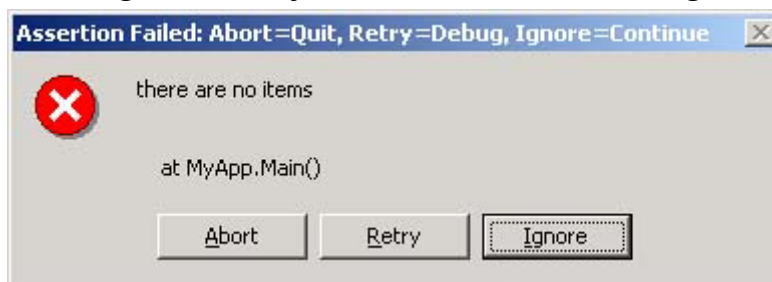 Assertion Failed: Abort=Quit, Retry=Debug, Ignore=Continue
there are no items
at MyApp.Main()
Abort Retry Ignore